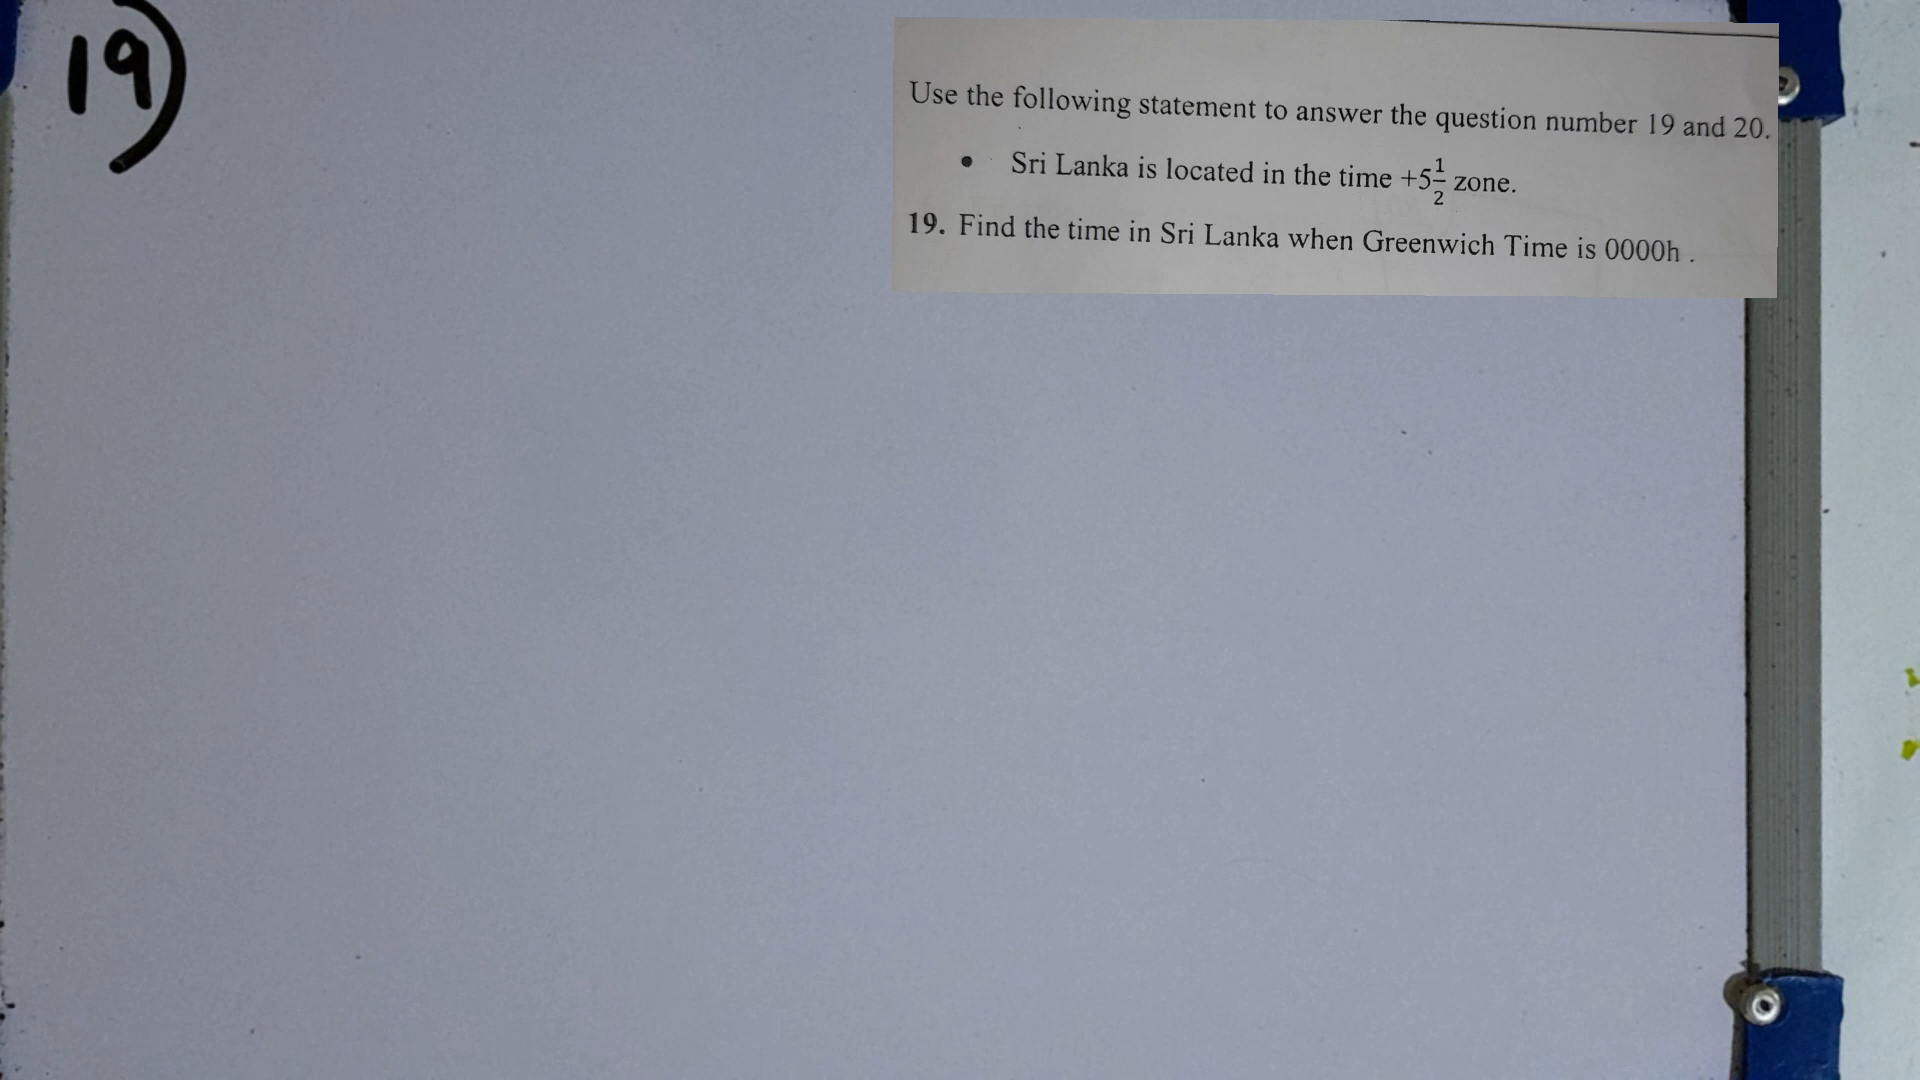 19)
Use the following statement to answer the question number 19 and 20.
• Sri Lanka is located in the time +5½ zone.
19. Find the time in Sri Lanka when Greenwich Time is 0000h .